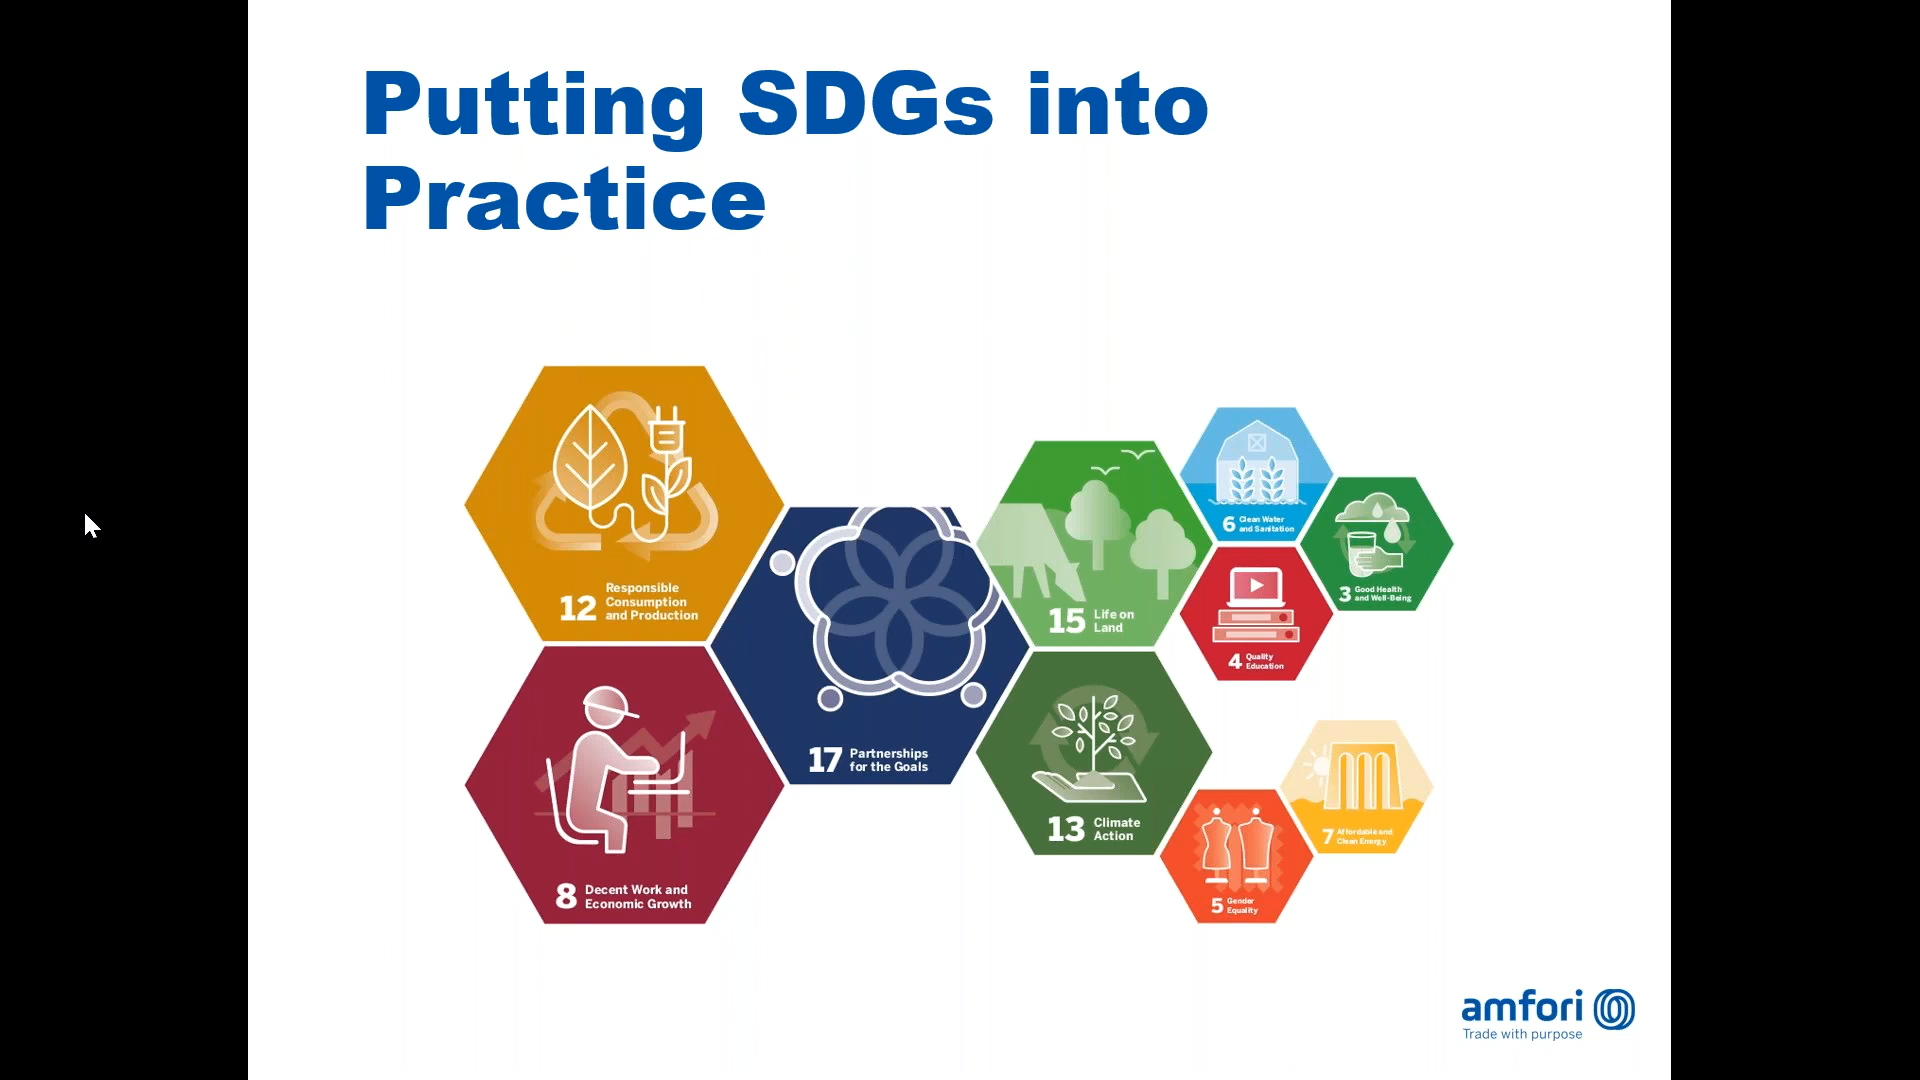 Putting SDGs into
Practice
12 Responsible
Consumption
and Production
8 Decent Work and
Economic Growth
17 Partnerships
for the Goals
15 Life on
Land
13 Climate
Action
6 Clean Water
and Sanitation
3 Good Health
and Well-Being
4 Quality
Education
5 Gender
Equality
7 Affordable and
Clean Energy
amfori
Trade with purpose